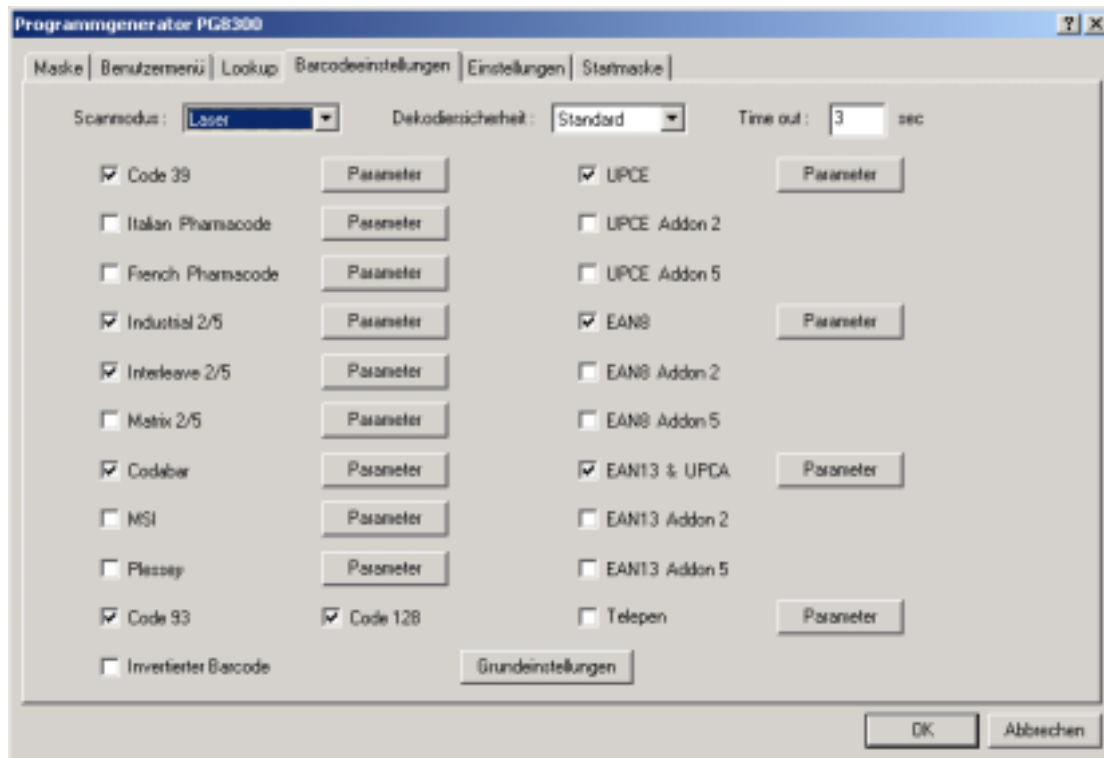 Programmgenerator PG8300
Maske Benutzermenü Lookup Barcodeeinstellungen Einstellungen Startmaske
Scanmodus : Laser Dekodiersicherheit : Standard Time out : 3 sec
Code 39 Parameter UPCE Parameter
Italian Pharmacode Parameter UPCE Addon 2
French Pharmacode Parameter UPCE Addon 5
Industrial 2/5 Parameter EAN8 Parameter
Interleave 2/5 Parameter EAN8 Addon 2
Matrix 2/5 Parameter EAN8 Addon 5
Codabar Parameter EAN13 & UPCA Parameter
MSI Parameter EAN13 Addon 2
Plessey Parameter EAN13 Addon 5
Code 93 Code 128 Telepen Parameter
Invertierter Barcode Grundeinstellungen
OK Abbrechen